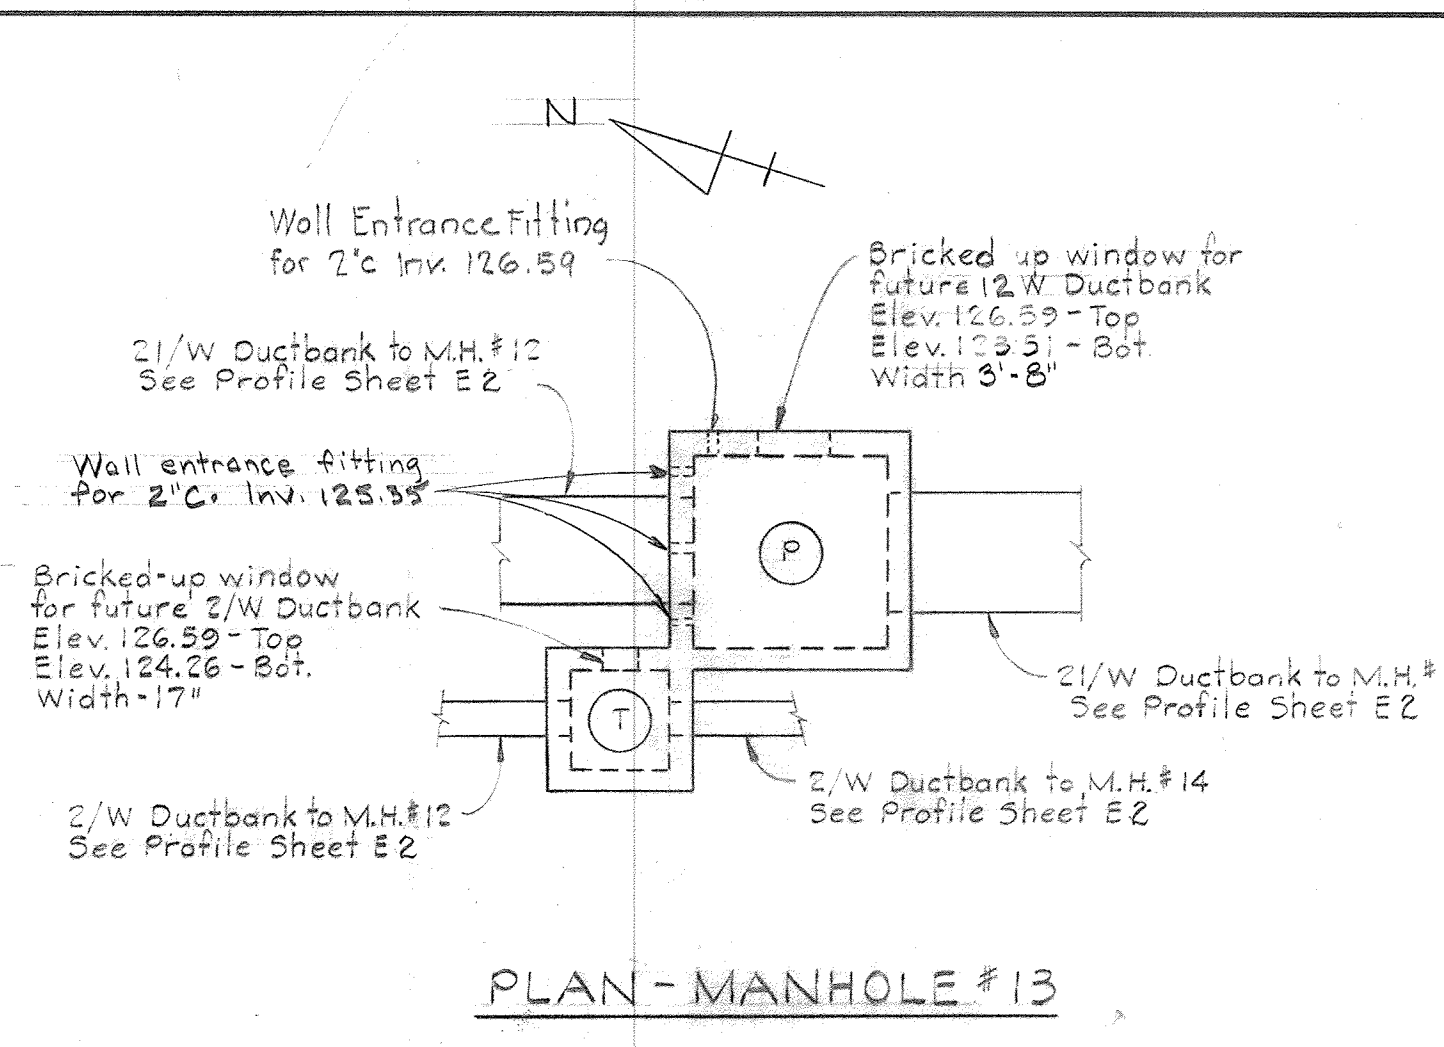 N
Wall Entrance Fitting
for 2"c Inv. 126.59
Bricked up window for
future 12 W Ductbank
Elev. 126.59 - Top
Elev. 123.51 - Bot.
Width 3'-8"
21/W Ductbank to M.H. #12
See Profile Sheet E2
Wall entrance fitting
for 2"C. Inv. 125.35
Bricked-up window
for future 2/W Ductbank
Elev. 126.59 - Top
Elev. 124.26 - Bot.
Width - 17"
P
T
21/W Ductbank to M.H. #
See Profile Sheet E2
2/W Ductbank to M.H. #14
See Profile Sheet E2
2/W Ductbank to M.H. #12
See Profile Sheet E2
PLAN - MANHOLE #13